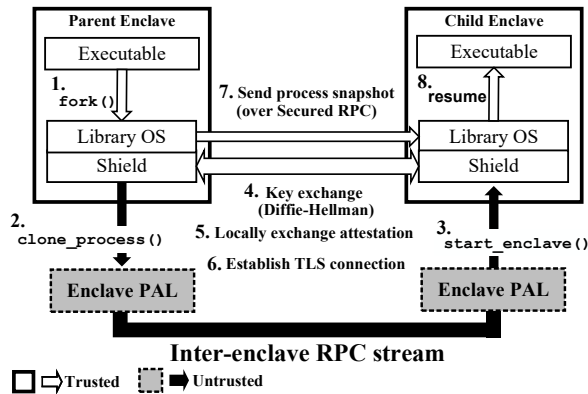 Parent Enclave
Child Enclave
Executable
Executable
1.
fork()
7. Send process snapshot
(over Secured RPC)
8.
resume
Library OS
Shield
Library OS
Shield
4. Key exchange
(Diffie-Hellman)
2.
clone_process()
5. Locally exchange attestation
3.
start_enclave()
6. Establish TLS connection
Enclave PAL
Enclave PAL
Inter-enclave RPC stream
Trusted
Untrusted